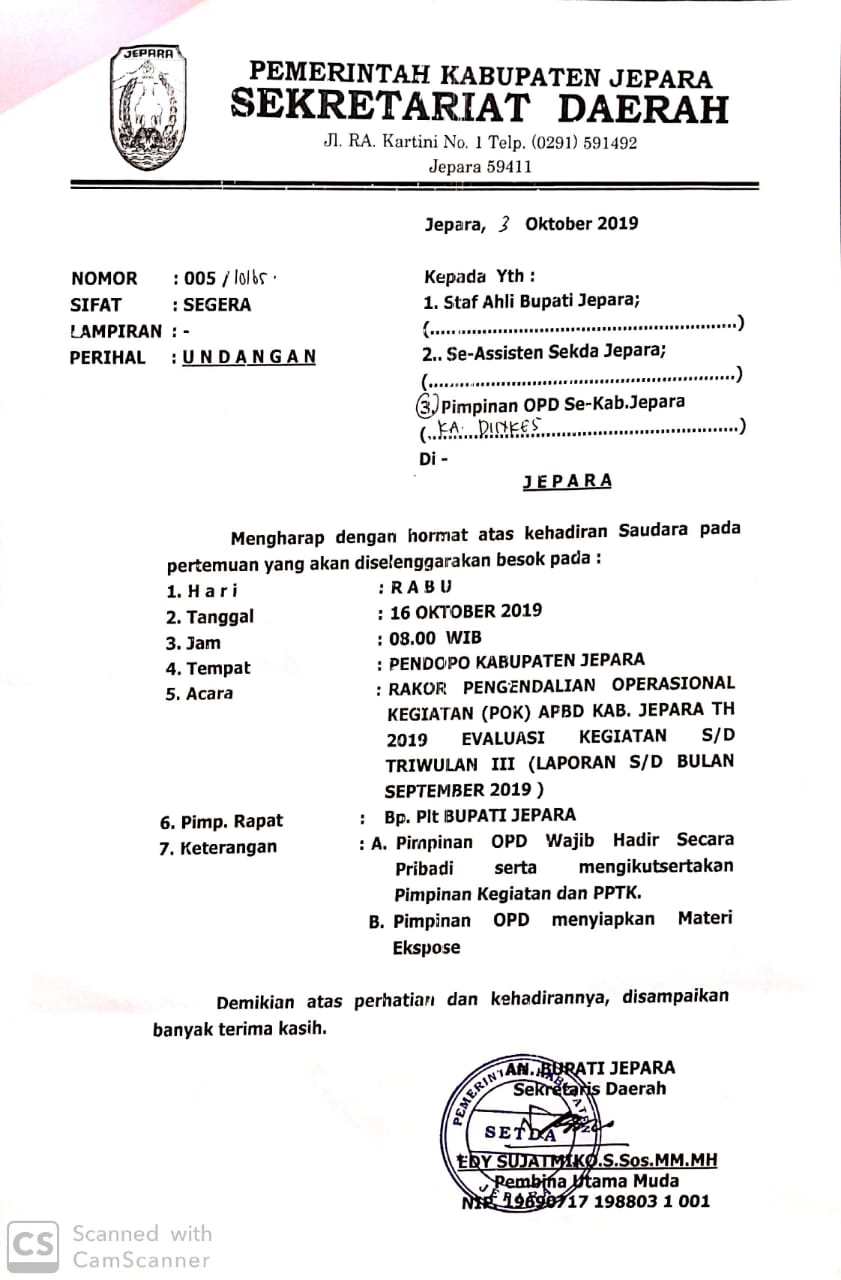 JEPARA
PEMERINTAH KABUPATEN JEPARA
SEKRETARIAT DAERAH
Jl. RA. Kartini No. 1 Telp. (0291) 591492
Jepara 59411
Jepara, 3 Oktober 2019
NOMOR : 005 / 10165.
SIFAT : SEGERA
LAMPIRAN : -
PERIHAL : U N D A N G A N
Kepada Yth :
1. Staf Ahli Bupati Jepara;
(..........................................................)
2.. Se-Assisten Sekda Jepara;
(..........................................................)
3. Pimpinan OPD Se-Kab.Jepara
(..KA. DINKES..........................................)
Di -
J E P A R A
Mengharap dengan hormat atas kehadiran Saudara pada
pertemuan yang akan diselenggarakan besok pada :
1. H a r i : R A B U
2. Tanggal : 16 OKTOBER 2019
3. Jam : 08.00 WIB
4. Tempat : PENDOPO KABUPATEN JEPARA
5. Acara : RAKOR PENGENDALIAN OPERASIONAL
KEGIATAN (POK) APBD KAB. JEPARA TH
2019 EVALUASI KEGIATAN S/D
TRIWULAN III (LAPORAN S/D BULAN
SEPTEMBER 2019 )
6. Pimp. Rapat : Bp. Plt BUPATI JEPARA
7. Keterangan : A. Pimpinan OPD Wajib Hadir Secara
Pribadi serta mengikutsertakan
Pimpinan Kegiatan dan PPTK.
B. Pimpinan OPD menyiapkan Materi
Ekspose
Demikian atas perhatian dan kehadirannya, disampaikan
banyak terima kasih.
AN. BUPATI JEPARA
Sekretaris Daerah
PEMERINTAH KABUPATEN
SETDA
JEPARA
EDY SUJATMIKO.S.Sos.MM.MH
Pembina Utama Muda
NIP. 19690717 198803 1 001
CS Scanned with
CamScanner